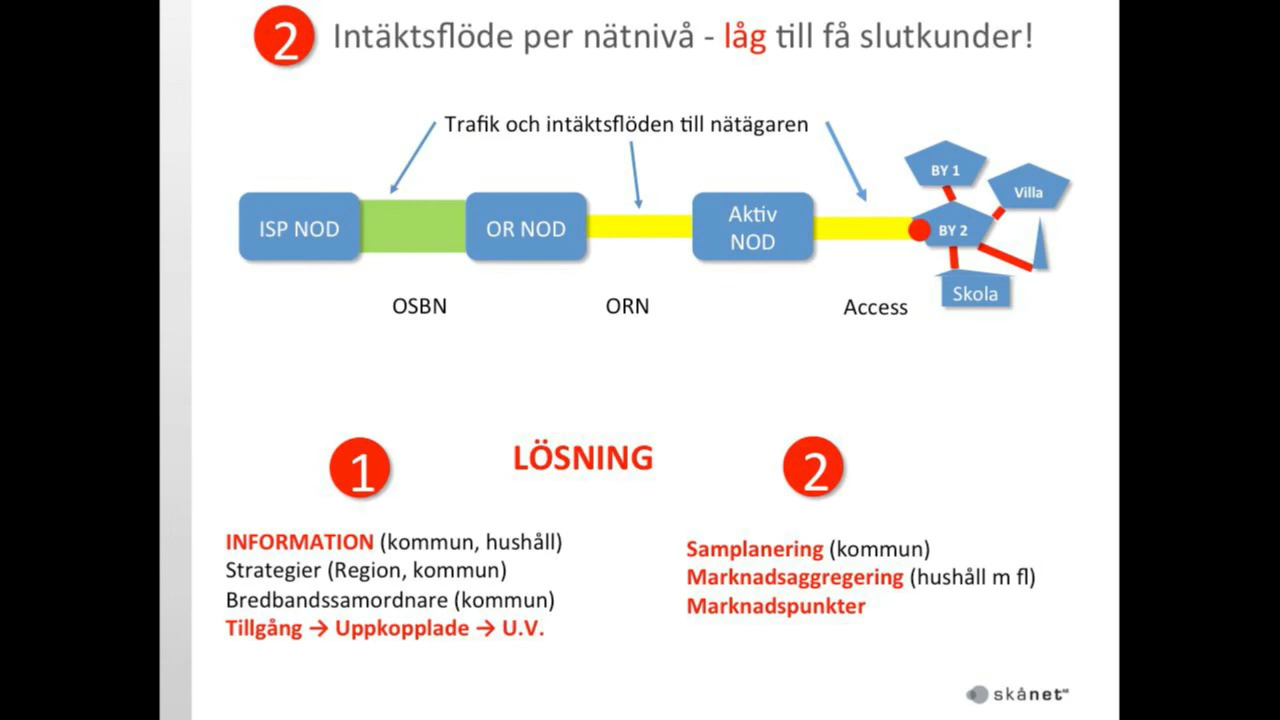 2 Intäktsflöde per nätnivå - låg till få slutkunder!
Trafik och intäktsflöden till nätägaren
BY 1
Villa
ISP NOD
OR NOD
Aktiv
NOD
BY 2
Skola
OSBN
ORN
Access
1
LÖSNING
2
INFORMATION (kommun, hushåll)
Strategier (Region, kommun)
Bredbandssamordnare (kommun)
Tillgång → Uppkopplade → U.V.
Samplanering (kommun)
Marknadsaggregering (hushåll m fl)
Marknadspunkter
skånet